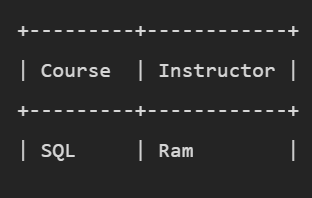 +---------+------------+
| Course  | Instructor |
+---------+------------+
| SQL     | Ram        |